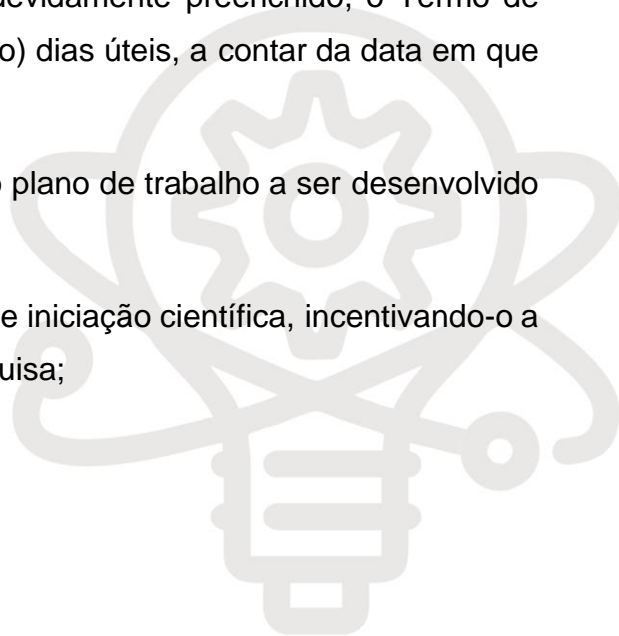 devidamente preenchido, o Termo de
o) dias úteis, a contar da data em que
o plano de trabalho a ser desenvolvido
e iniciação científica, incentivando-o a
uisa;